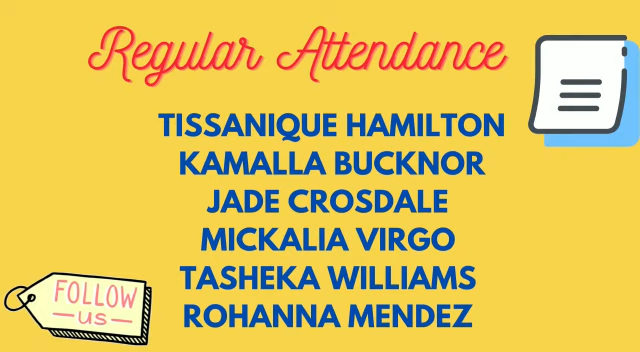 Regular Attendance
TISSANIQUE HAMILTON
KAMALLA BUCKNOR
JADE CROSDALE
MICKALIA VIRGO
TASHEKA WILLIAMS
ROHANNA MENDEZ
FOLLOW
us